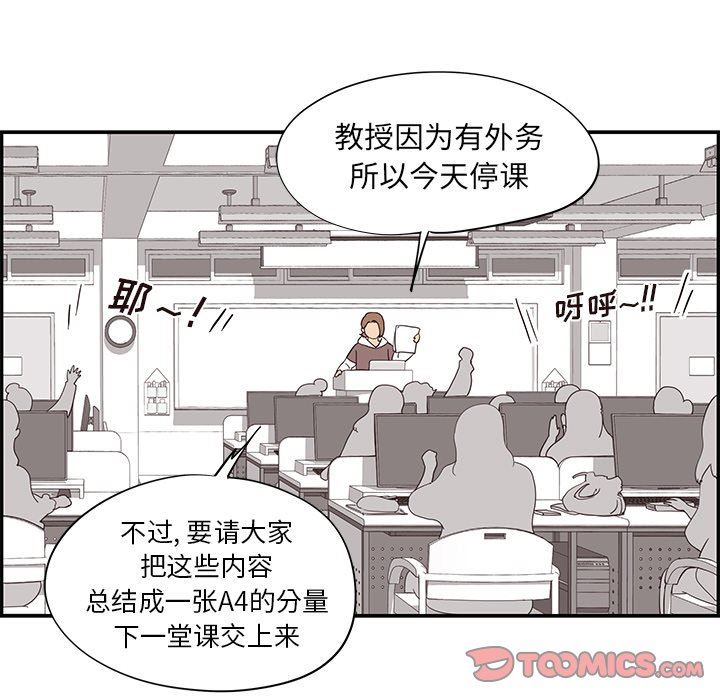 教授因为有外务
所以今天停课
耶～!
呀呼～!!
不过, 要请大家
把这些内容
总结成一张A4的分量
下一堂课交上来
TOOMICS.COM